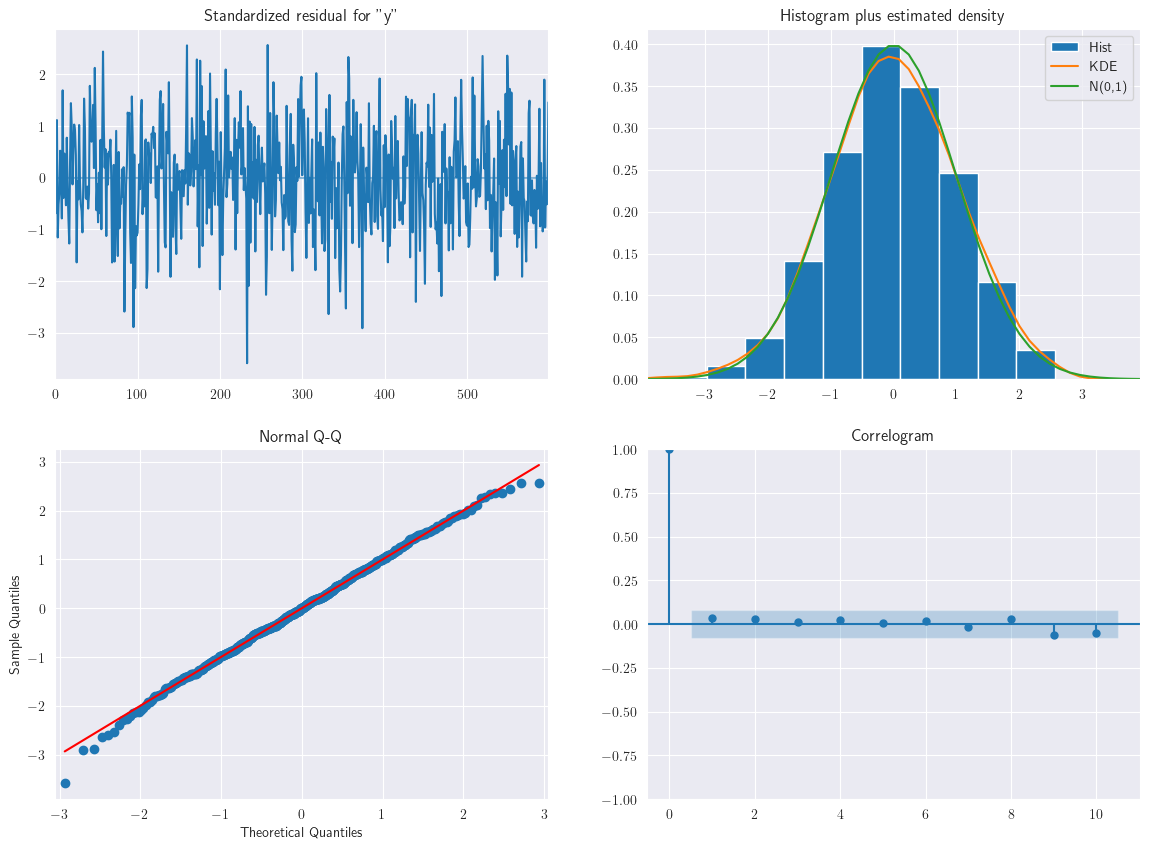 Standardized residual for "y"
2
1
0
−1
−2
−3
0 100 200 300 400 500
Histogram plus estimated density
Hist
KDE
N(0,1)
0.40
0.35
0.30
0.25
0.20
0.15
0.10
0.05
0.00
−3 −2 −1 0 1 2 3
Normal Q-Q
Sample Quantiles
3
2
1
0
−1
−2
−3
−3 −2 −1 0 1 2 3
Theoretical Quantiles
Correlogram
1.00
0.75
0.50
0.25
0.00
−0.25
−0.50
−0.75
−1.00
0 2 4 6 8 10